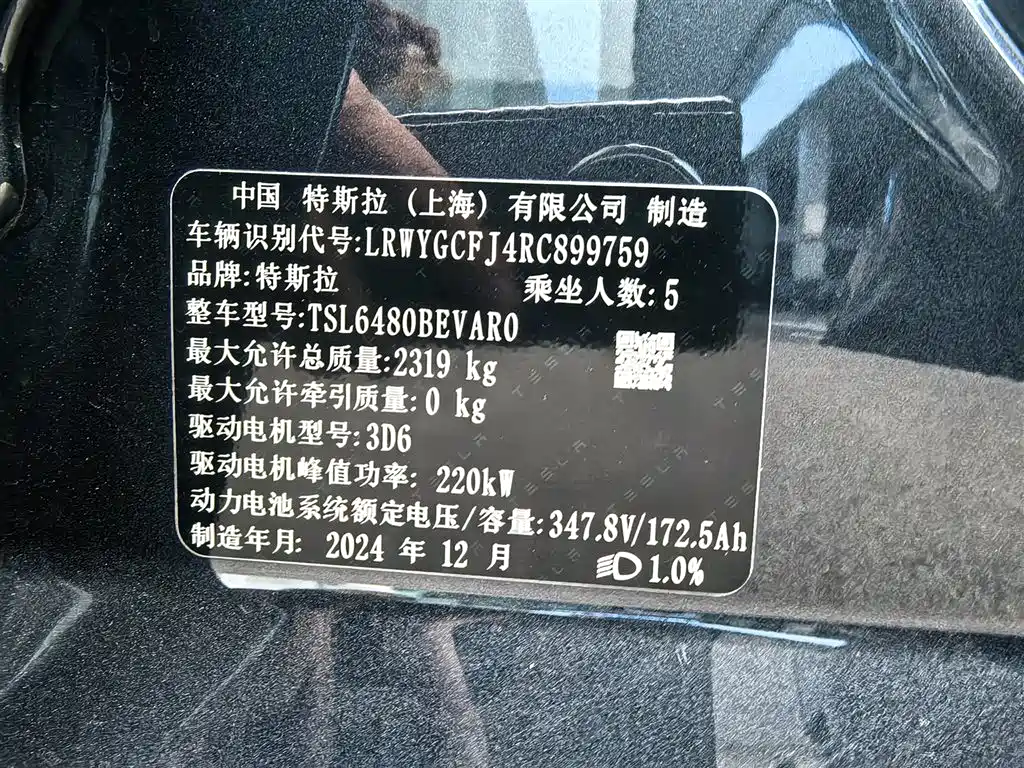 中国 特斯拉 (上海) 有限公司 制造
车辆识别代号:LRWYGCFJ4RC899759
品牌:特斯拉 乘坐人数:5
整车型号:TSL6480BEVAR0
最大允许总质量:2319 kg
最大允许牵引质量:0 kg
驱动电机型号:3D6
驱动电机峰值功率: 220kW
动力电池系统额定电压/容量:347.8V/172.5Ah
制造年月: 2024 年 12 月
1.0%